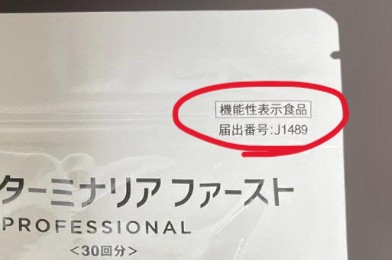 機能性表示食品
届出番号:J1489
ターミナリア ファースト
PROFESSIONAL
<30回分>